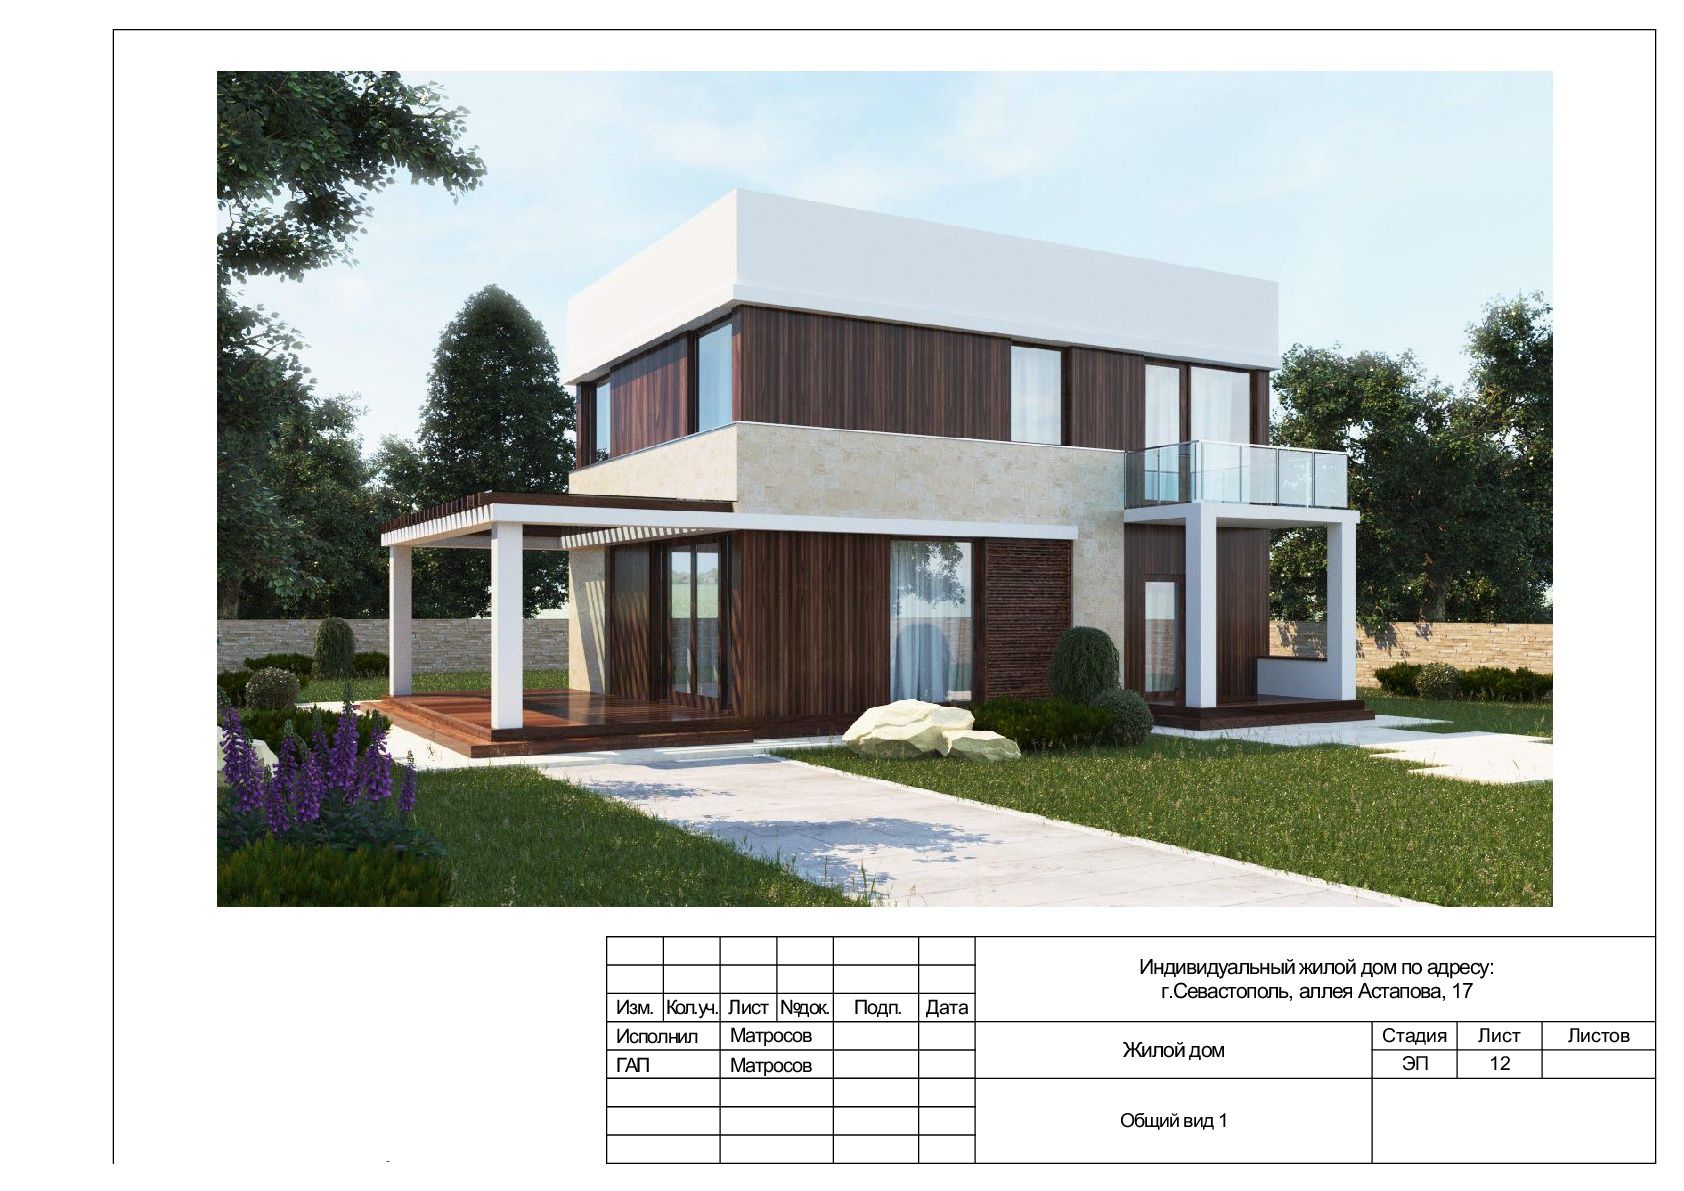 Индивидуальный жилой дом по адресу:
г.Севастополь, аллея Астапова, 17
Изм. Кол.уч. Лист №док. Подп. Дата
Исполнил Матросов
ГАП Матросов
Жилой дом
Стадия Лист Листов
ЭП 12
Общий вид 1